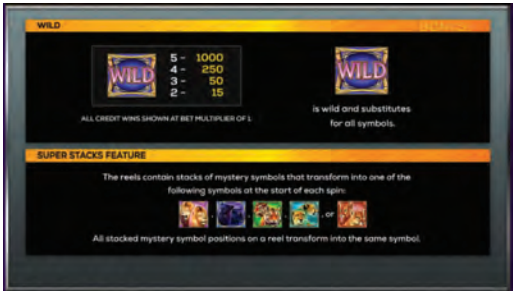 WILD
WILD
5 - 1000
4 - 250
3 - 50
2 - 15
ALL CREDIT WINS SHOWN AT BET MULTIPLIER OF 1
WILD
is wild and substitutes
for all symbols.
SUPER STACKS FEATURE
The reels contain stacks of mystery symbols that transform into one of the
following symbols at the start of each spin:
, , , , or
All stacked mystery symbol positions on a reel transform into the same symbol.